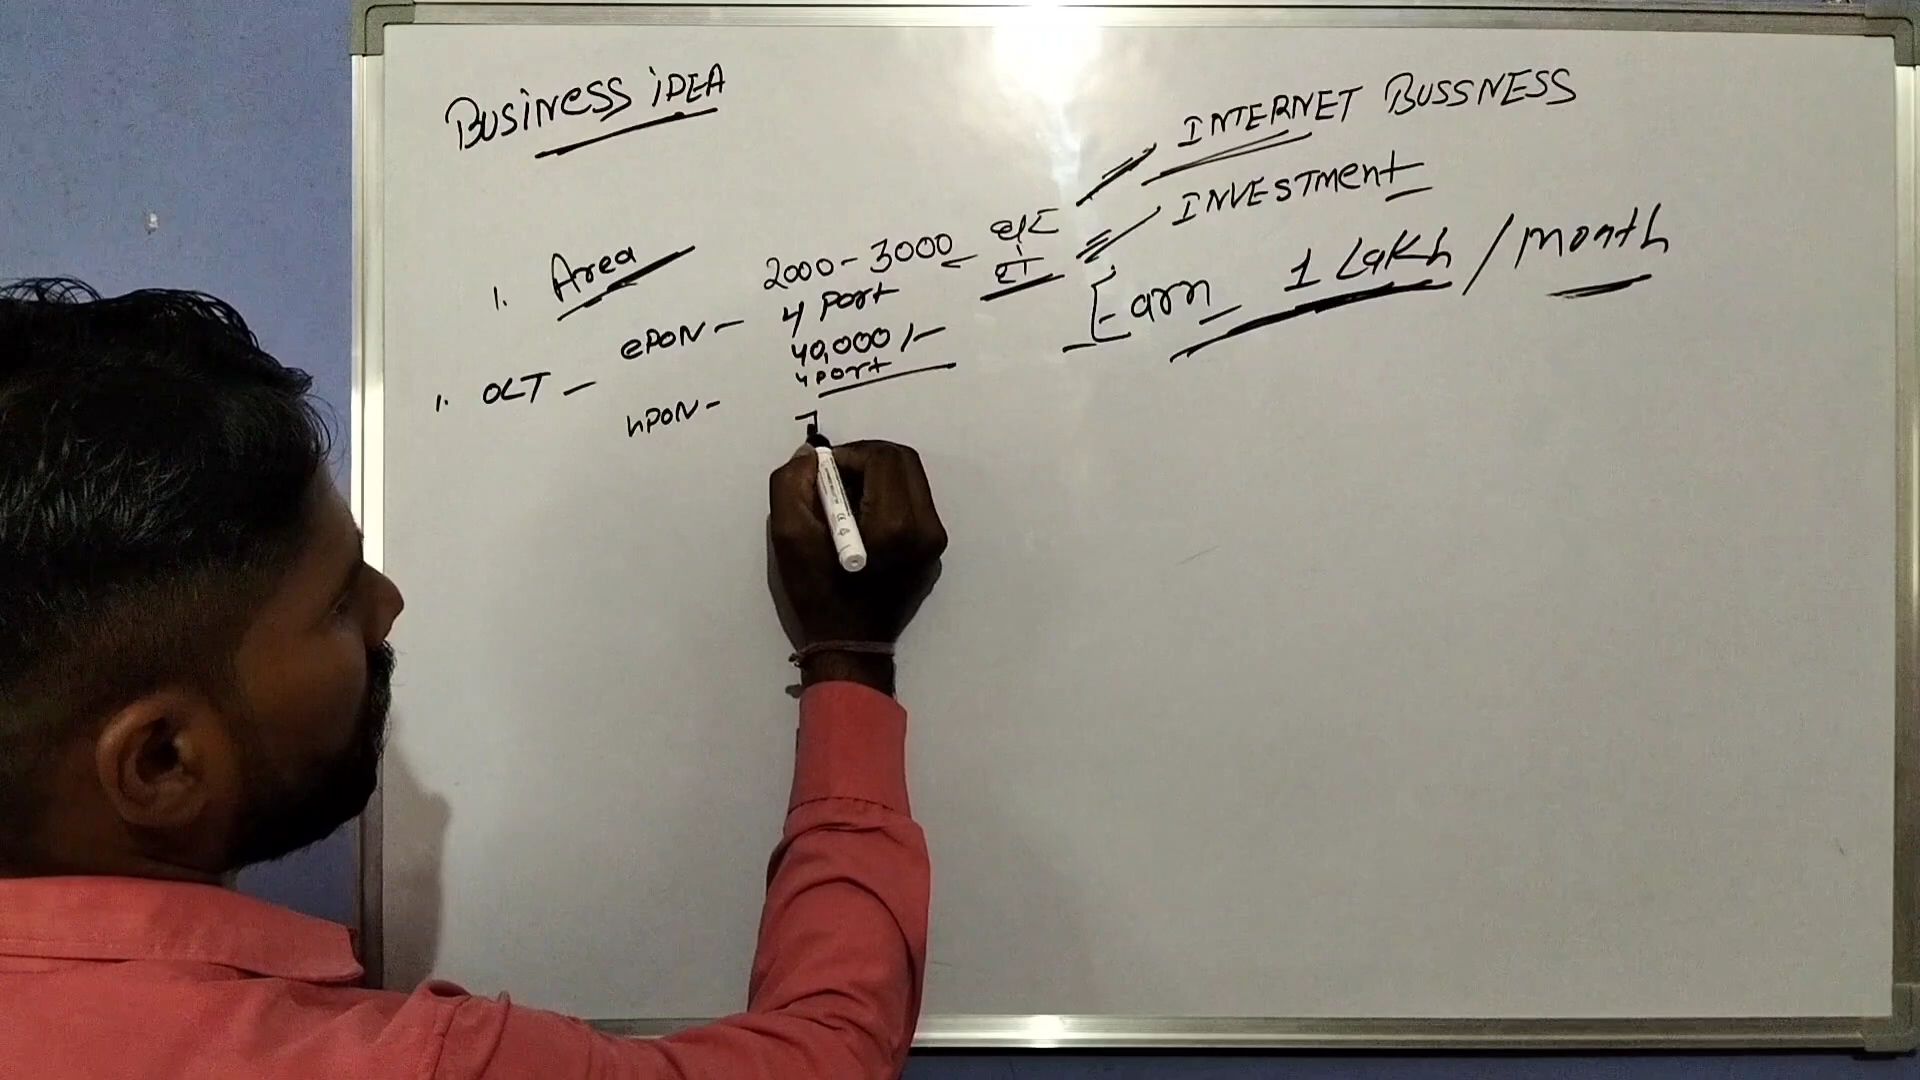 BUSINESS IDEA
INTERNET BUSSNESS
INVESTMENT
Earn 1 Lakh / month
1. Area
2000 - 3000
1. OLT -
ePON - 4 PORT
40,000 /-
hPON - 4 PORT
7